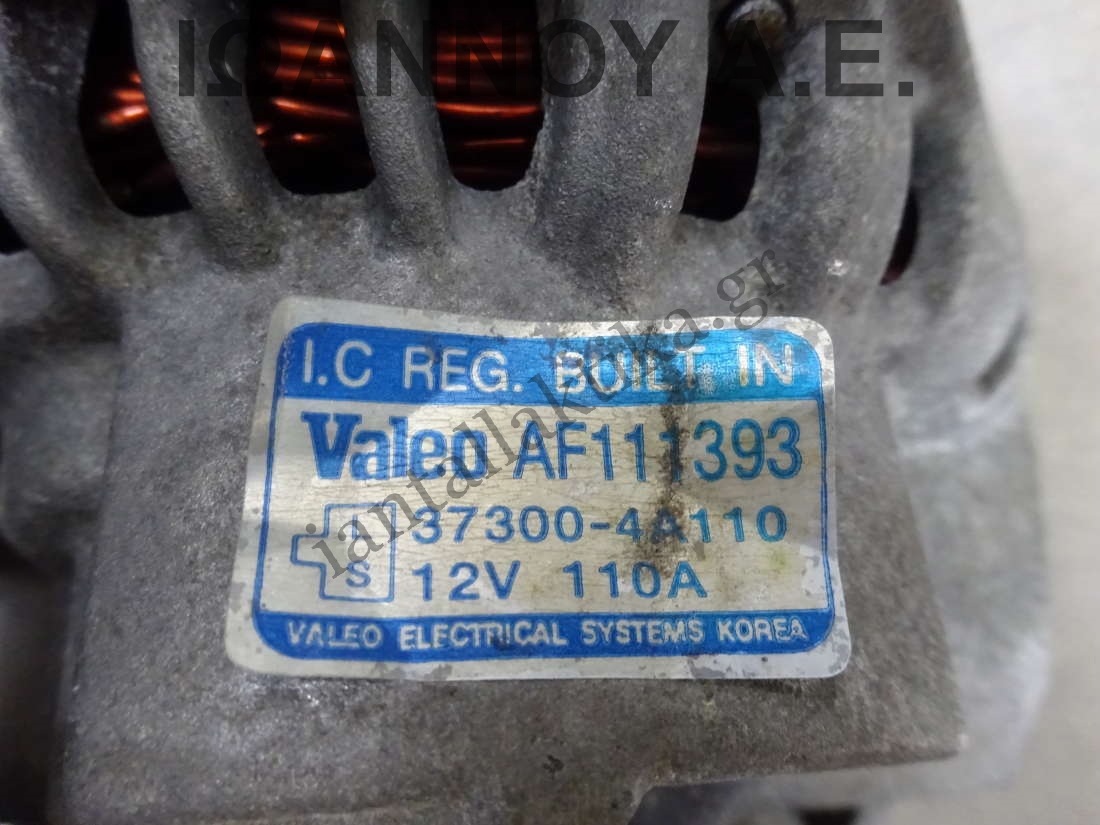 ΙΩΑΝΝΟΥ Α.Ε.
I.C REG. BUILT IN
Valeo AF111393
37300-4A110
S
12V 110A
VALEO ELECTRICAL SYSTEMS KOREA
iantallaktika.gr